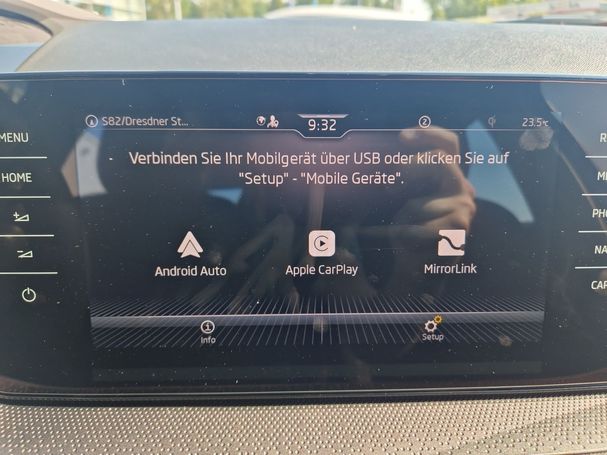 S82/Dresdner St...
9:32
2
23.5°C
MENU
HOME
Verbinden Sie Ihr Mobilgerät über USB oder klicken Sie auf
"Setup" - "Mobile Geräte".
Android Auto
Apple CarPlay
MirrorLink
Info
Setup